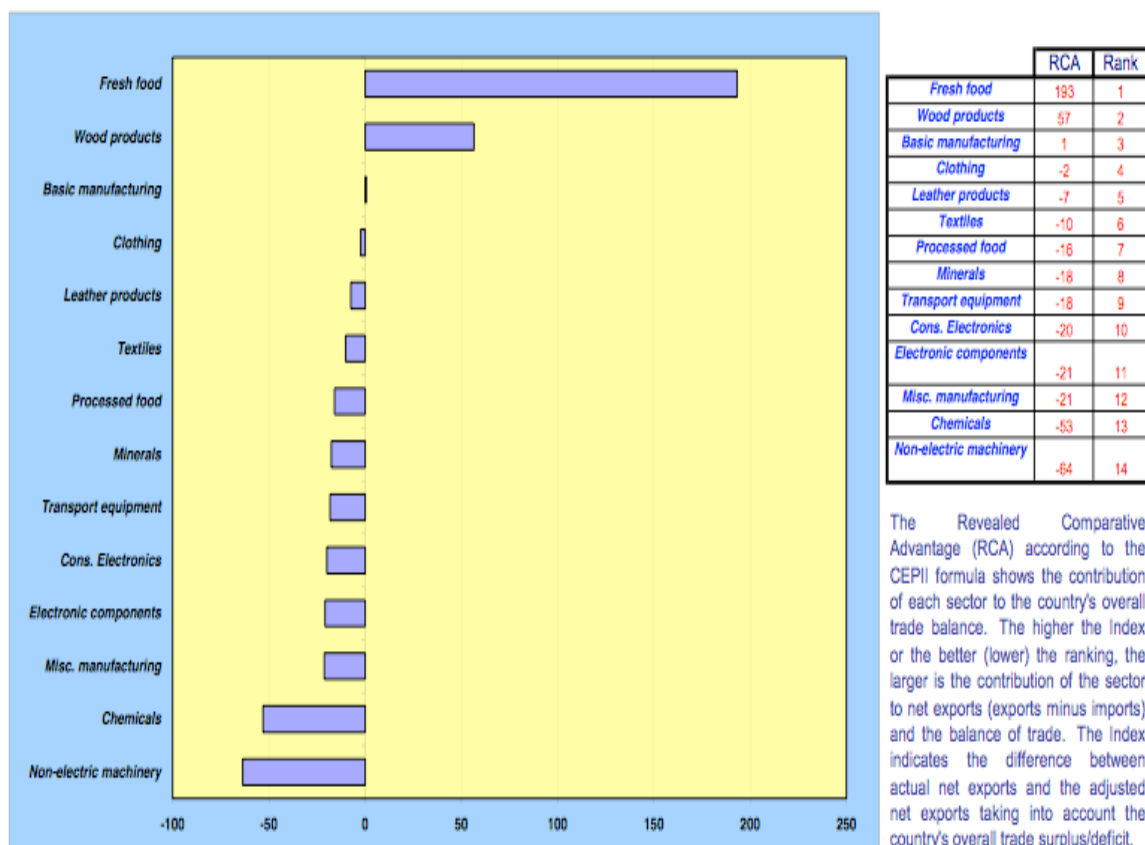 Fresh food
Wood products
Basic manufacturing
Clothing
Leather products
Textiles
Processed food
Minerals
Transport equipment
Cons. Electronics
Electronic components
Misc. manufacturing
Chemicals
Non-electric machinery
-100 -50 0 50 100 150 200 250
RCA Rank
Fresh food 193 1
Wood products 57 2
Basic manufacturing 1 3
Clothing -2 4
Leather products -7 5
Textiles -10 6
Processed food -16 7
Minerals -18 8
Transport equipment -18 9
Cons. Electronics -20 10
Electronic components
-21 11
Misc. manufacturing -21 12
Chemicals -53 13
Non-electric machinery
-64 14
The Revealed Comparative
Advantage (RCA) according to the
CEPII formula shows the contribution
of each sector to the country's overall
trade balance. The higher the Index
or the better (lower) the ranking, the
larger is the contribution of the sector
to net exports (exports minus imports)
and the balance of trade. The Index
indicates the difference between
actual net exports and the adjusted
net exports taking into account the
country's overall trade surplus/deficit.